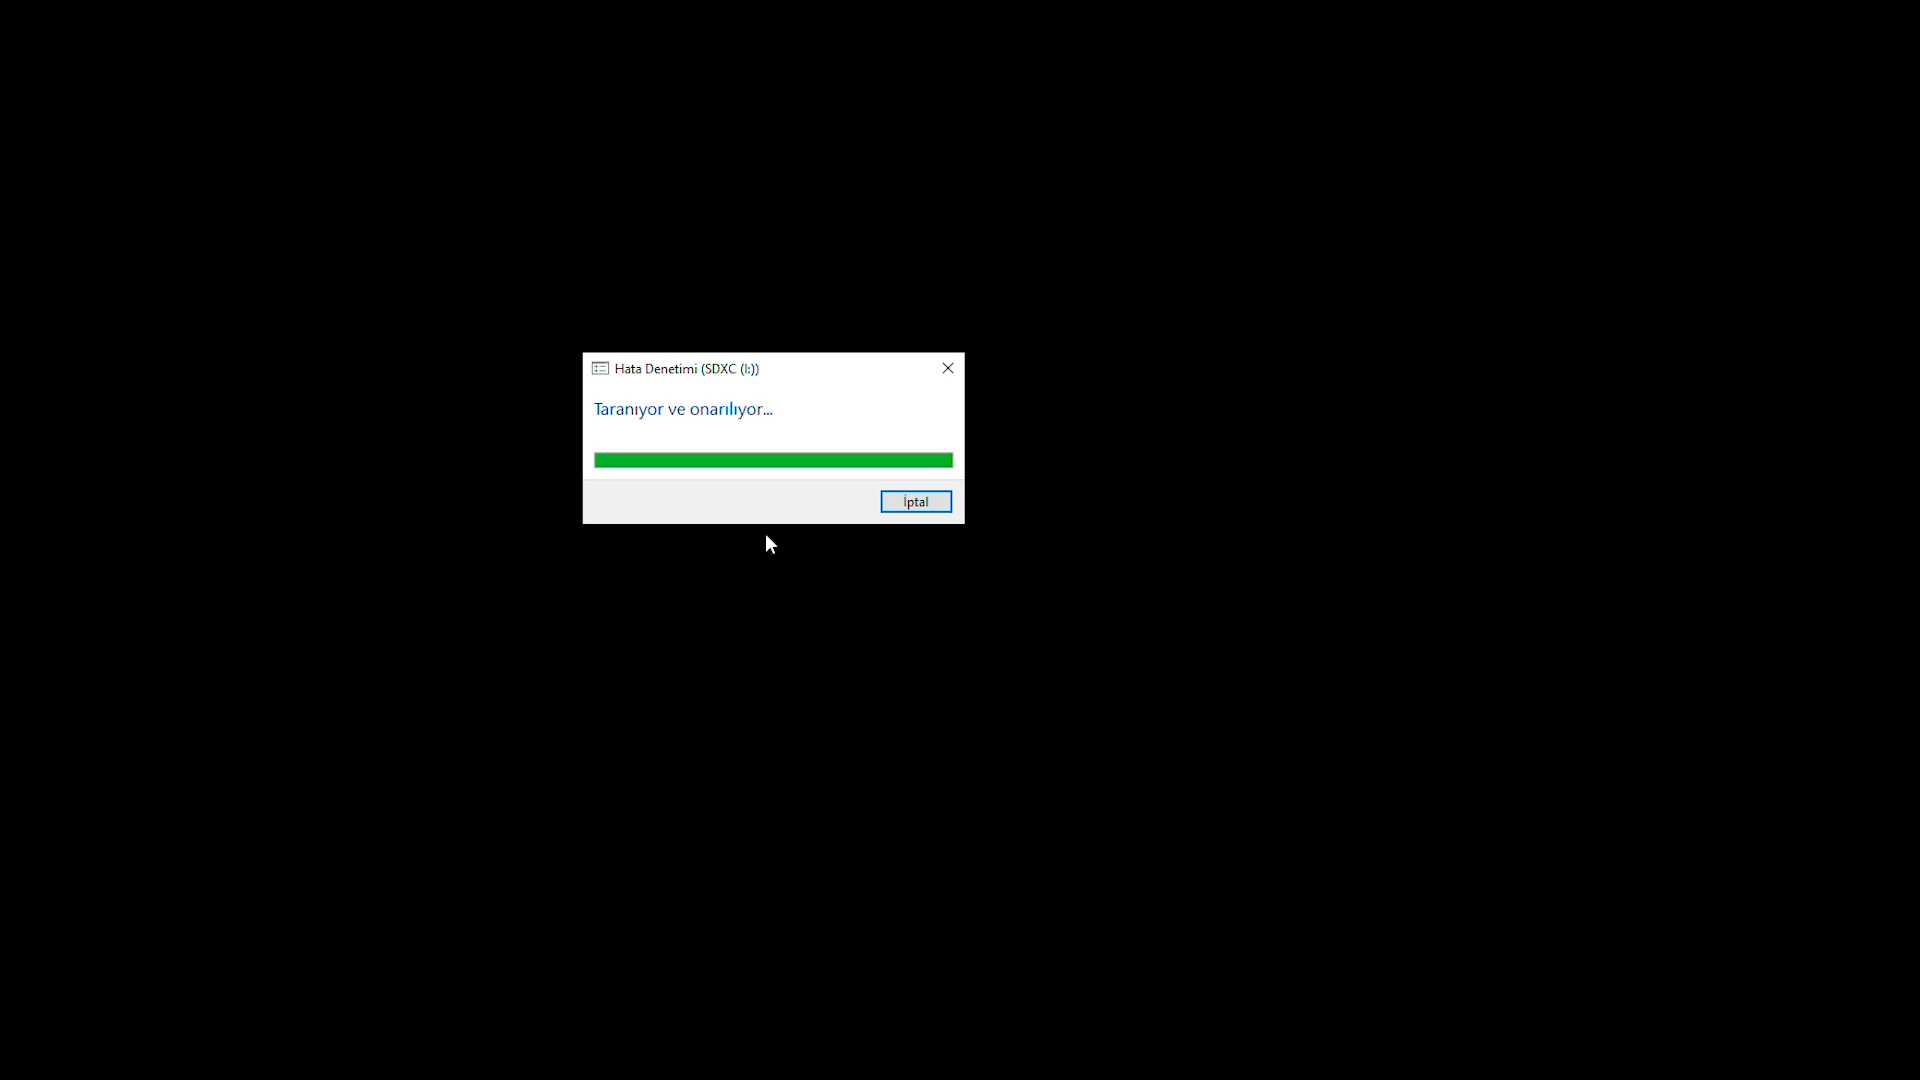 Hata Denetimi (SDXC (I:))
Taranıyor ve onarılıyor...
İptal